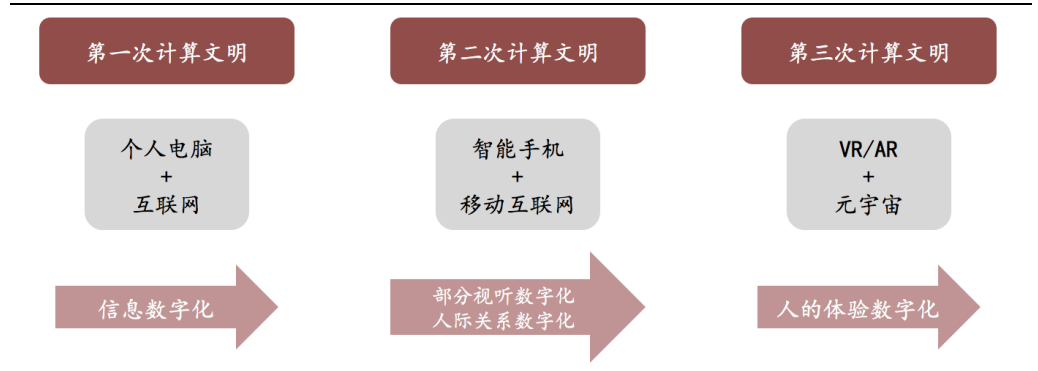 第一次计算文明
第二次计算文明
第三次计算文明
个人电脑
+
互联网
智能手机
+
移动互联网
VR/AR
+
元宇宙
信息数字化
部分视听数字化
人际关系数字化
人的体验数字化